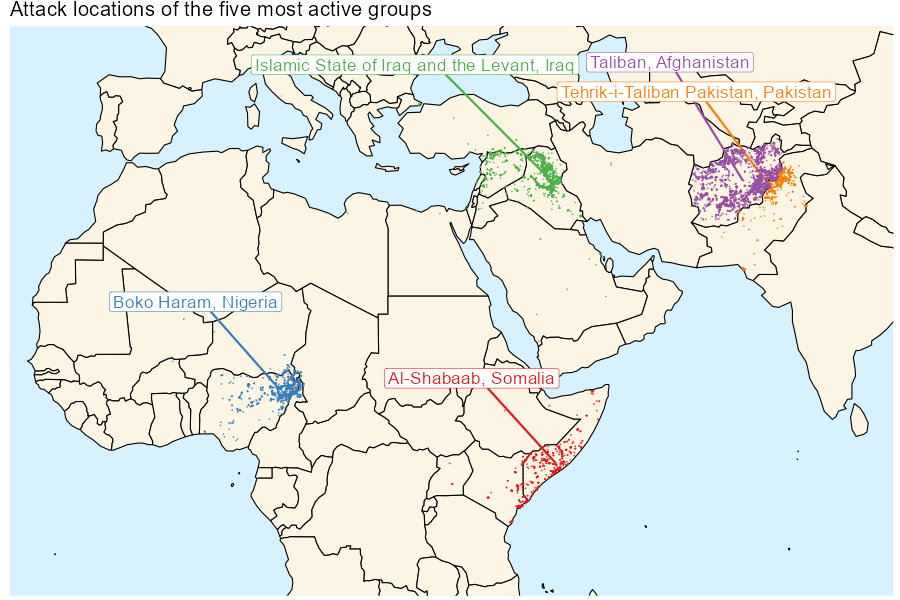 Attack locations of the five most active groups
Islamic State of Iraq and the Levant, Iraq
Taliban, Afghanistan
Tehrik-i-Taliban Pakistan, Pakistan
Boko Haram, Nigeria
Al-Shabaab, Somalia